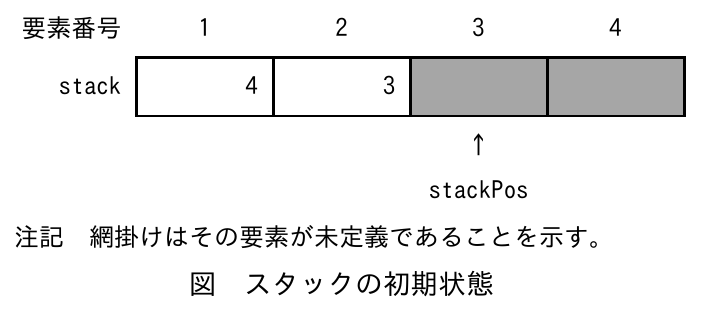 要素番号 1 2 3 4
stack 4 3
↑
stackPos
注記　網掛けはその要素が未定義であることを示す。
図　スタックの初期状態